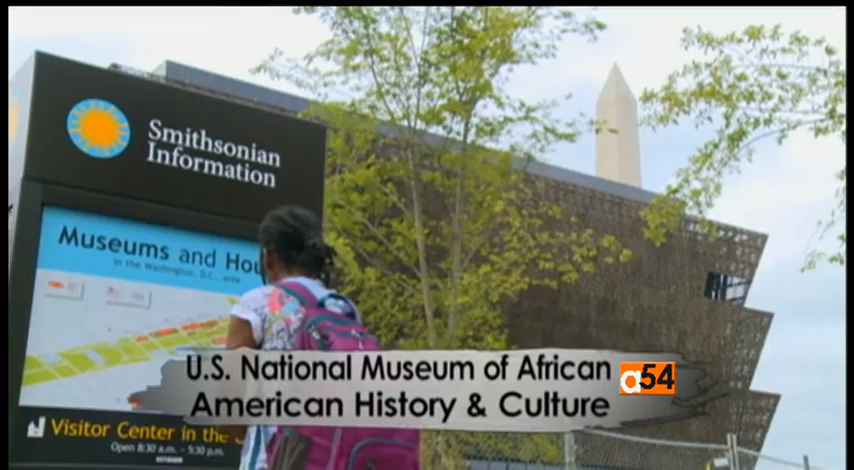 Smithsonian
Information
Museums and Hou
in the Washington, D.C., area
Visitor Center in the
Open 8:30 a.m. - 5:30 p.m.
U.S. National Museum of African
American History & Culture
a54